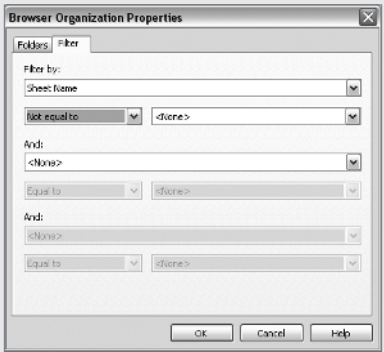 Browser Organization Properties
Folders Filter
Filter by:
Sheet Name
Not equal to <None>
And:
<None>
Equal to <None>
And:
<None>
Equal to <None>
OK Cancel Help